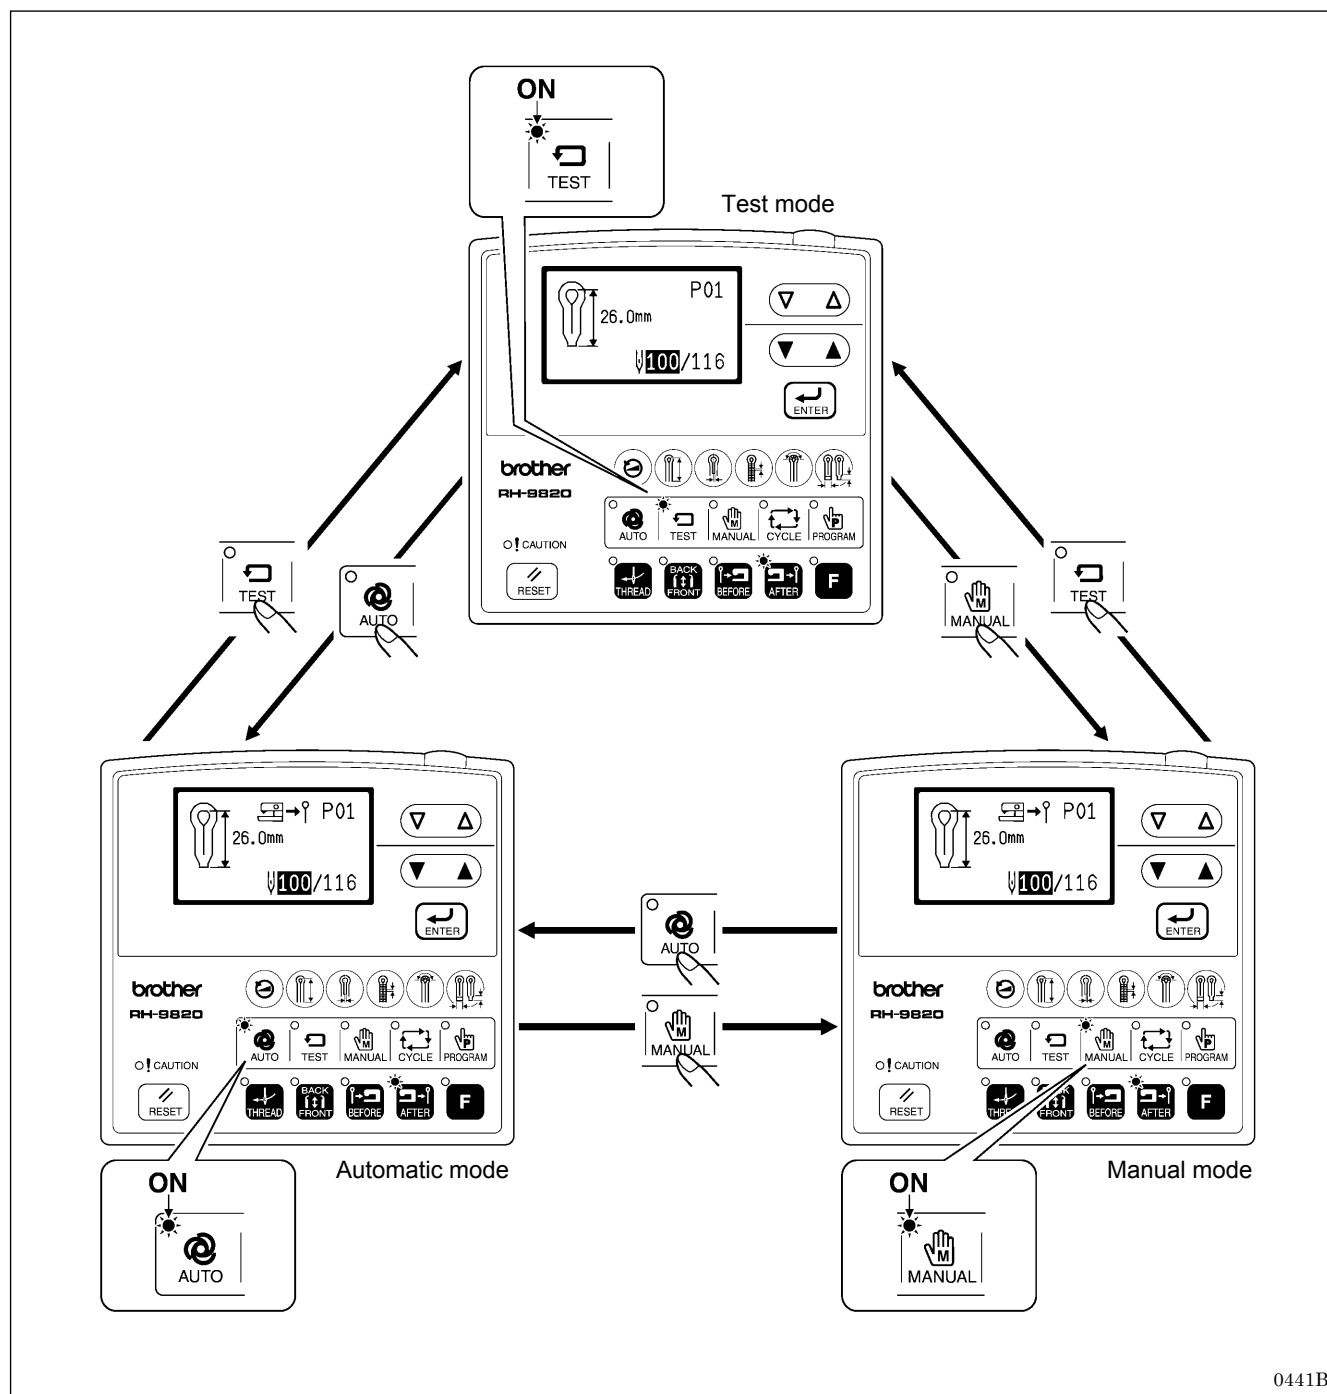 ON
TEST
Test mode
P01
26.0mm
100/116
ENTER
brother
RH-9820
AUTO TEST MANUAL CYCLE PROGRAM
CAUTION
RESET THREAD BACK FRONT BEFORE AFTER F
TEST
AUTO
MANUAL
TEST
P01
26.0mm
100/116
ENTER
brother
RH-9820
AUTO TEST MANUAL CYCLE PROGRAM
CAUTION
RESET THREAD BACK FRONT BEFORE AFTER F
Automatic mode
ON
AUTO
AUTO
MANUAL
P01
26.0mm
100/116
ENTER
brother
RH-9820
AUTO TEST MANUAL CYCLE PROGRAM
CAUTION
RESET FRONT BEFORE AFTER F
Manual mode
ON
MANUAL
0441B